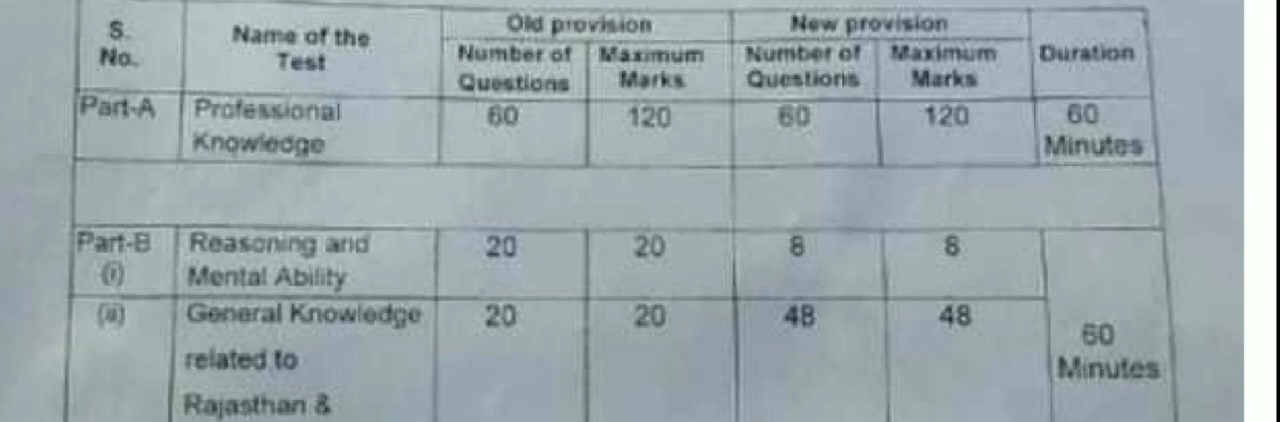 S. No. Name of the Test Old provision New provision Duration
Number of Questions Maximum Marks Number of Questions Maximum Marks
Part-A Professional Knowledge 60 120 60 120 60 Minutes
Part-B (i) Reasoning and Mental Ability 20 20 8 8 60 Minutes
(ii) General Knowledge 20 20 48 48
related to
Rajasthan &